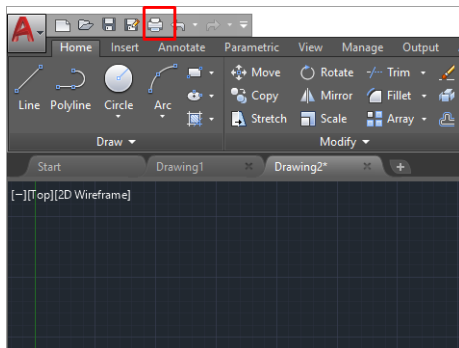 A
Home Insert Annotate Parametric View Manage Output
Move Rotate Trim
Line Polyline Circle Arc Copy Mirror Fillet
Stretch Scale Array
Draw Modify
Start Drawing1 Drawing2*
[−][Top][2D Wireframe]